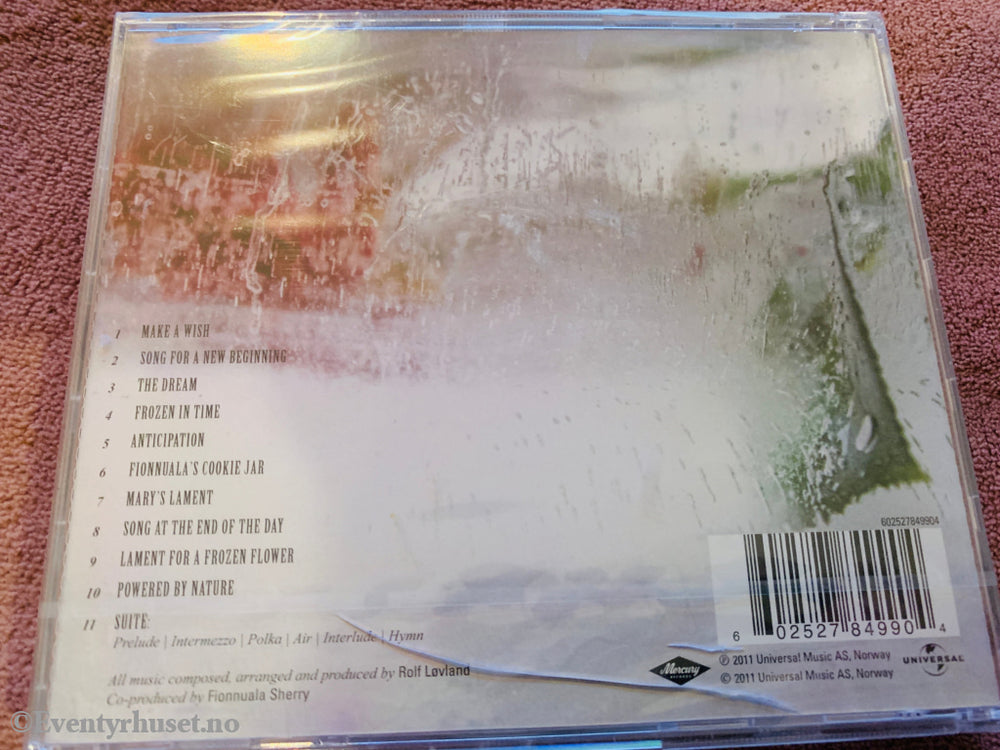 1 MAKE A WISH
2 SONG FOR A NEW BEGINNING
3 THE DREAM
4 FROZEN IN TIME
5 ANTICIPATION
6 FIONNUALA'S COOKIE JAR
7 MARY'S LAMENT
8 SONG AT THE END OF THE DAY
9 LAMENT FOR A FROZEN FLOWER
10 POWERED BY NATURE
11 SUITE:
Prelude | Intermezzo | Polka | Air | Interlude | Hymn
All music composed, arranged and produced by Rolf Løvland
Co-produced by Fionnuala Sherry
602527849904
6 02527 84990 4
Mercury
RECORDS
℗ 2011 Universal Music AS, Norway
© 2011 Universal Music AS, Norway
UNIVERSAL
©Eventyrhuset.no